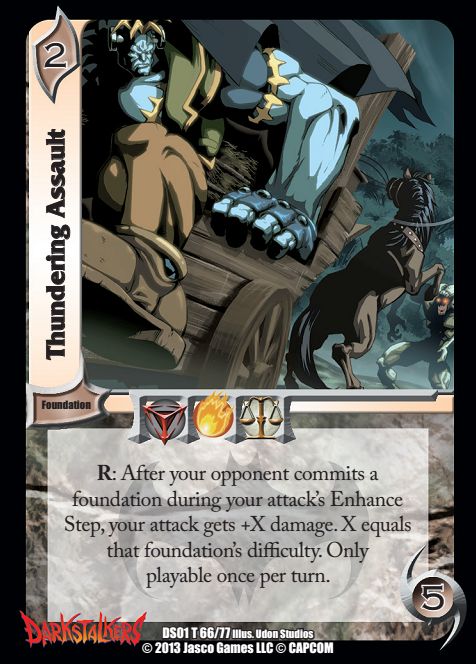 2
Thundering Assault
Foundation
R: After your opponent commits a
foundation during your attack's Enhance
Step, your attack gets +X damage. X equals
that foundation's difficulty. Only
playable once per turn.
5
DARKSTALKERS
DS01 T 66/77 Illus. Udon Studios
© 2013 Jasco Games LLC © CAPCOM